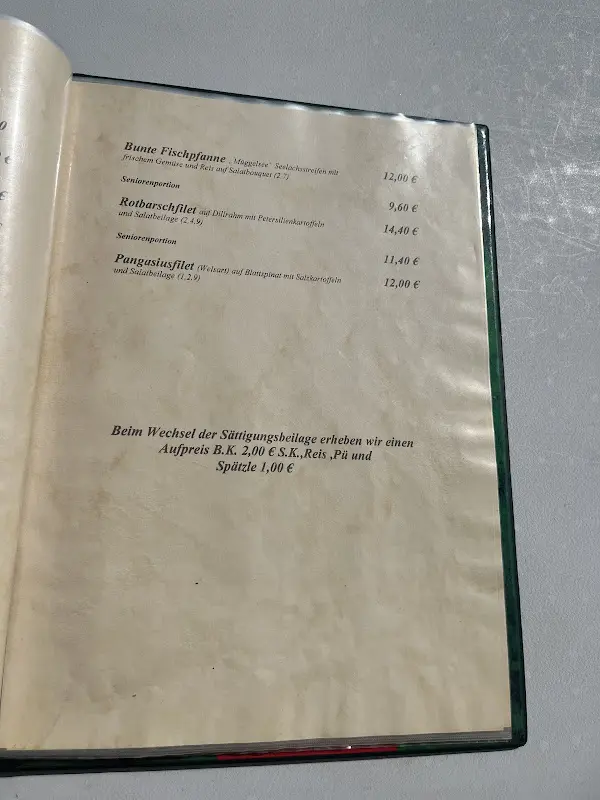 Bunte Fischpfanne „Müggelsee" Seelachsstreifen mit
frischem Gemüse und Reis auf Salatbouquet (2.7) 12,00 €
Seniorenportion 9,60 €
Rotbarschfilet auf Dillrahm mit Petersilienkartoffeln
und Salatbeilage (2.4.9) 14,40 €
Seniorenportion 11,40 €
Pangasiusfilet (Welsart) auf Blattspinat mit Salzkartoffeln
und Salatbeilage (1.2.9) 12,00 €
Beim Wechsel der Sättigungsbeilage erheben wir einen
Aufpreis B.K. 2,00 € S.K.,Reis ,Pü und
Spätzle 1,00 €